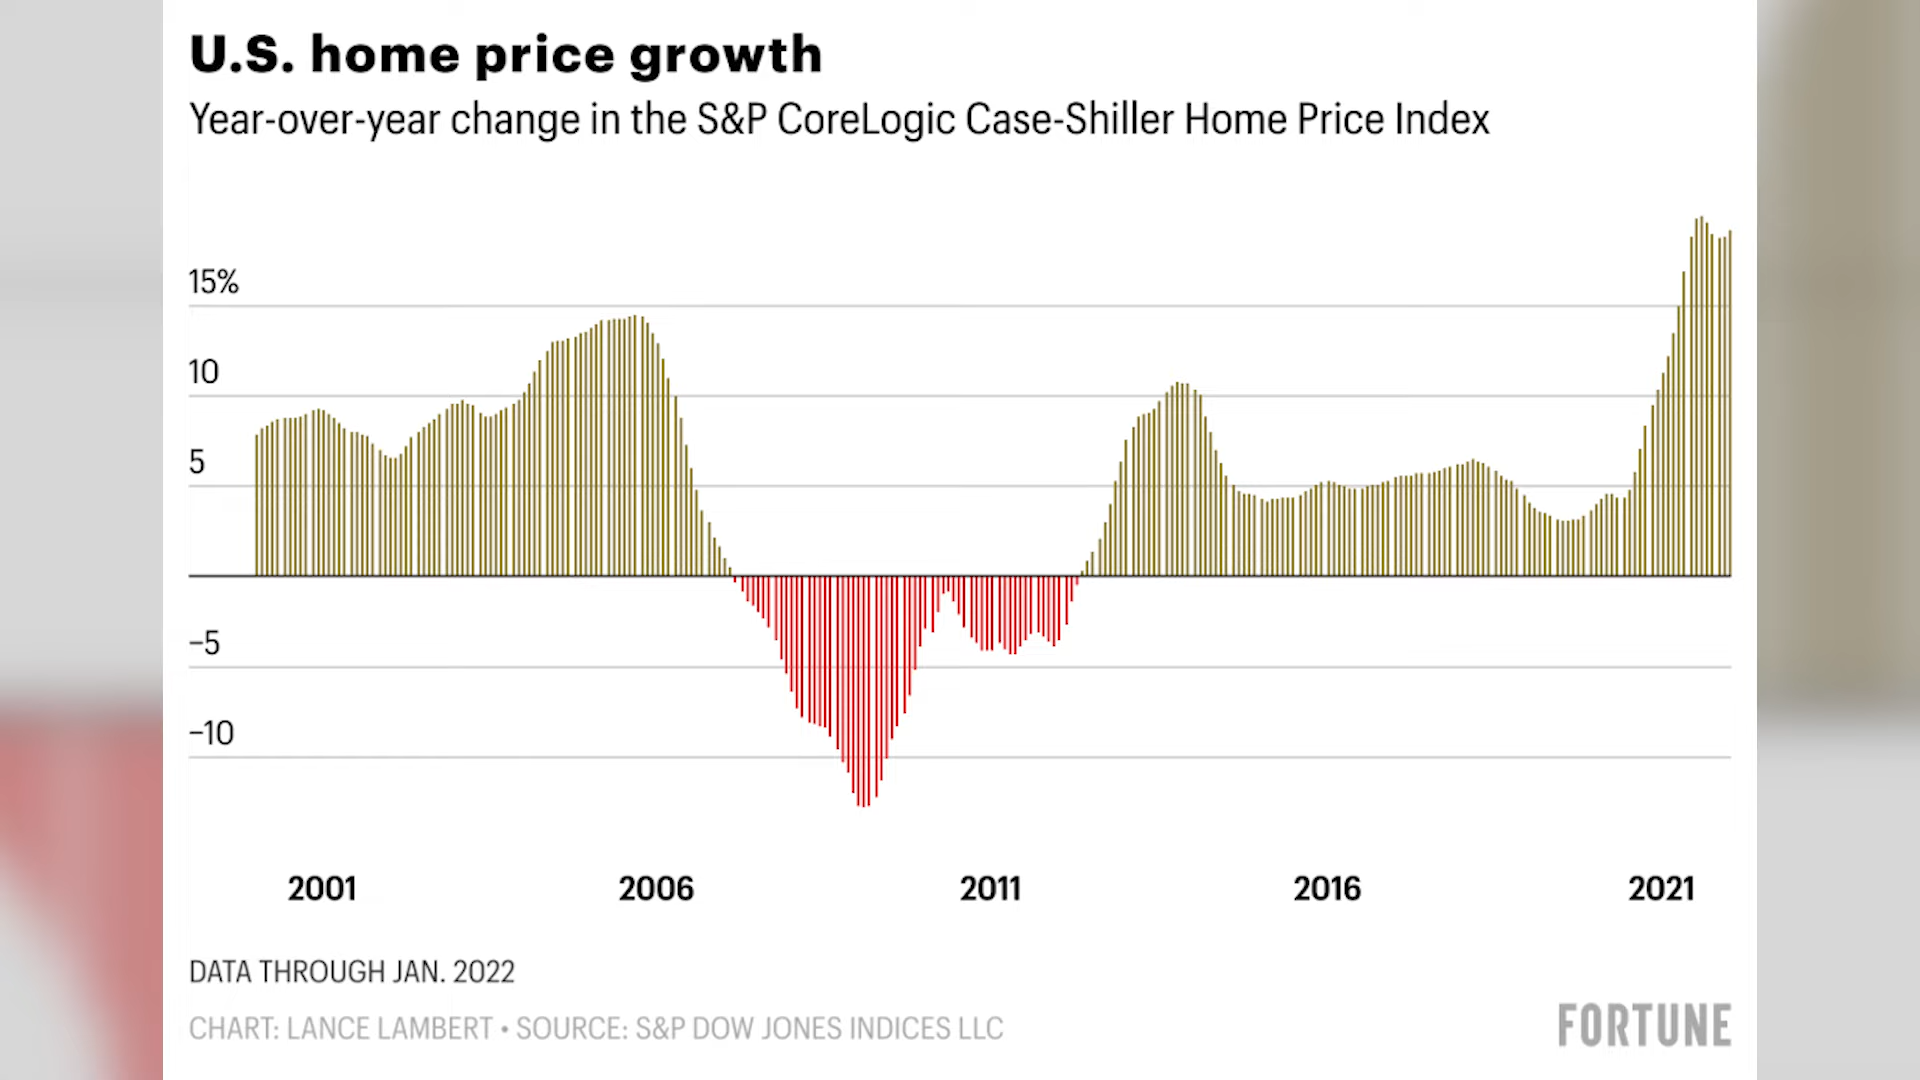 U.S. home price growth
Year-over-year change in the S&P CoreLogic Case-Shiller Home Price Index
15%
10
5
−5
−10
2001 2006 2011 2016 2021
DATA THROUGH JAN. 2022
CHART: LANCE LAMBERT • SOURCE: S&P DOW JONES INDICES LLC
FORTUNE